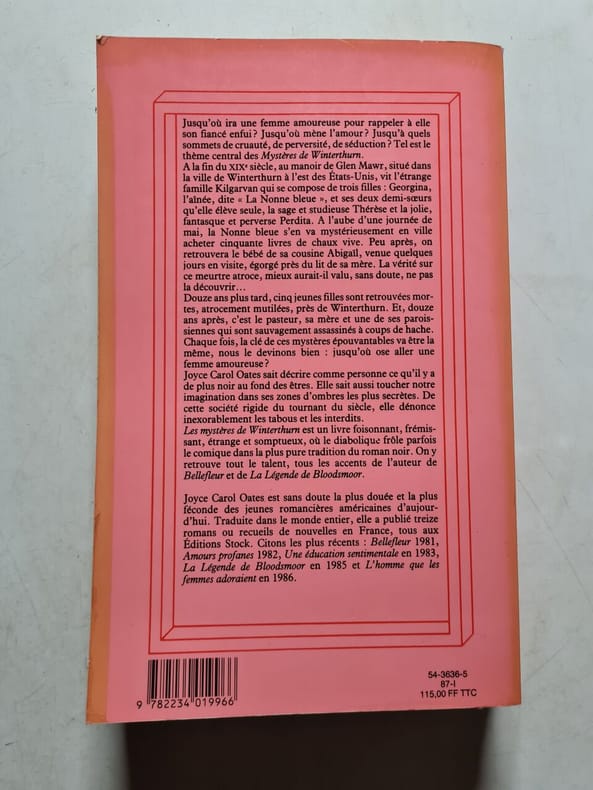 Jusqu'où ira une femme amoureuse pour rappeler à elle
son fiancé enfui ? Jusqu'où mène l'amour ? Jusqu'à quels
sommets de cruauté, de perversité, de séduction ? Tel est le
thème central des Mystères de Winterthurn.
A la fin du XIXe siècle, au manoir de Glen Mawr, situé dans
la ville de Winterthurn à l'est des États-Unis, vit l'étrange
famille Kilgarvan qui se compose de trois filles : Georgina,
l'aînée, dite « La Nonne bleue », et ses deux demi-sœurs
qu'elle élève seule, la sage et studieuse Thérèse et la jolie,
fantasque et perverse Perdita. A l'aube d'une journée de
mai, la Nonne bleue s'en va mystérieusement en ville
acheter cinquante livres de chaux vive. Peu après, on
retrouvera le bébé de sa cousine Abigaïl, venue quelques
jours en visite, égorgé près du lit de sa mère. La vérité sur
ce meurtre atroce, mieux aurait-il valu, sans doute, ne pas
la découvrir...
Douze ans plus tard, cinq jeunes filles sont retrouvées mor-
tes, atrocement mutilées, près de Winterthurn. Et, douze
ans après, c'est le pasteur, sa mère et une de ses parois-
siennes qui sont sauvagement assassinés à coups de hache.
Chaque fois, la clé de ces mystères épouvantables va être la
même, nous le devinons bien : jusqu'où ose aller une
femme amoureuse ?
Joyce Carol Oates sait décrire comme personne ce qu'il y a
de plus noir au fond des êtres. Elle sait aussi toucher notre
imagination dans ses zones d'ombres les plus secrètes. De
cette société rigide du tournant du siècle, elle dénonce
inexorablement les tabous et les interdits.
Les mystères de Winterthurn est un livre foisonnant, frémis-
sant, étrange et somptueux, où le diabolique frôle parfois
le comique dans la plus pure tradition du roman noir. On y
retrouve tout le talent, tous les accents de l'auteur de
Bellefleur et de La Légende de Bloodsmoor.
Joyce Carol Oates est sans doute la plus douée et la plus
féconde des jeunes romancières américaines d'aujour-
d'hui. Traduite dans le monde entier, elle a publié treize
romans ou recueils de nouvelles en France, tous aux
Éditions Stock. Citons les plus récents : Bellefleur 1981,
Amours profanes 1982, Une éducation sentimentale en 1983,
La Légende de Bloodsmoor en 1985 et L'homme que les
femmes adoraient en 1986.
54-3636-5
87-I
115,00 FF TTC
9 782234 019966